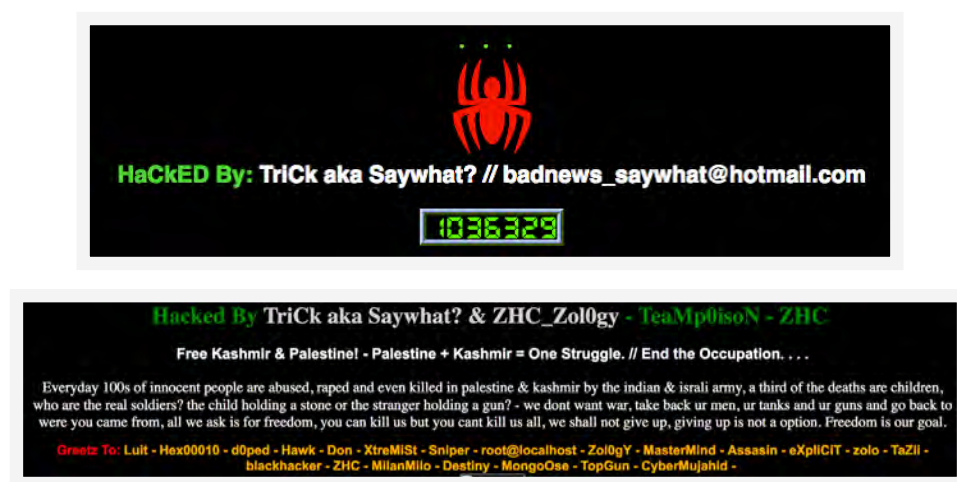 . . .
HaCkED By: TriCk aka Saywhat? // badnews_saywhat@hotmail.com
1036329
Hacked By TriCk aka Saywhat? & ZHC_Zol0gy - TeaMp0isoN - ZHC
Free Kashmir & Palestine! - Palestine + Kashmir = One Struggle. // End the Occupation. . . .
Everyday 100s of innocent people are abused, raped and even killed in palestine & kashmir by the indian & israli army, a third of the deaths are children,
who are the real soldiers? the child holding a stone or the stranger holding a gun? - we dont want war, take back ur men, ur tanks and ur guns and go back to
were you came from, all we ask is for freedom, you can kill us but you cant kill us all, we shall not give up, giving up is not a option. Freedom is our goal.
Greetz To: Luit - Hex00010 - d0ped - Hawk - Don - XtreMiSt - Sniper - root@localhost - Zol0gY - MasterMind - Assasin - eXpliCiT - zolo - TaZii -
blackhacker - ZHC - MilanMilo - Destiny - MongoOse - TopGun - CyberMujahid -